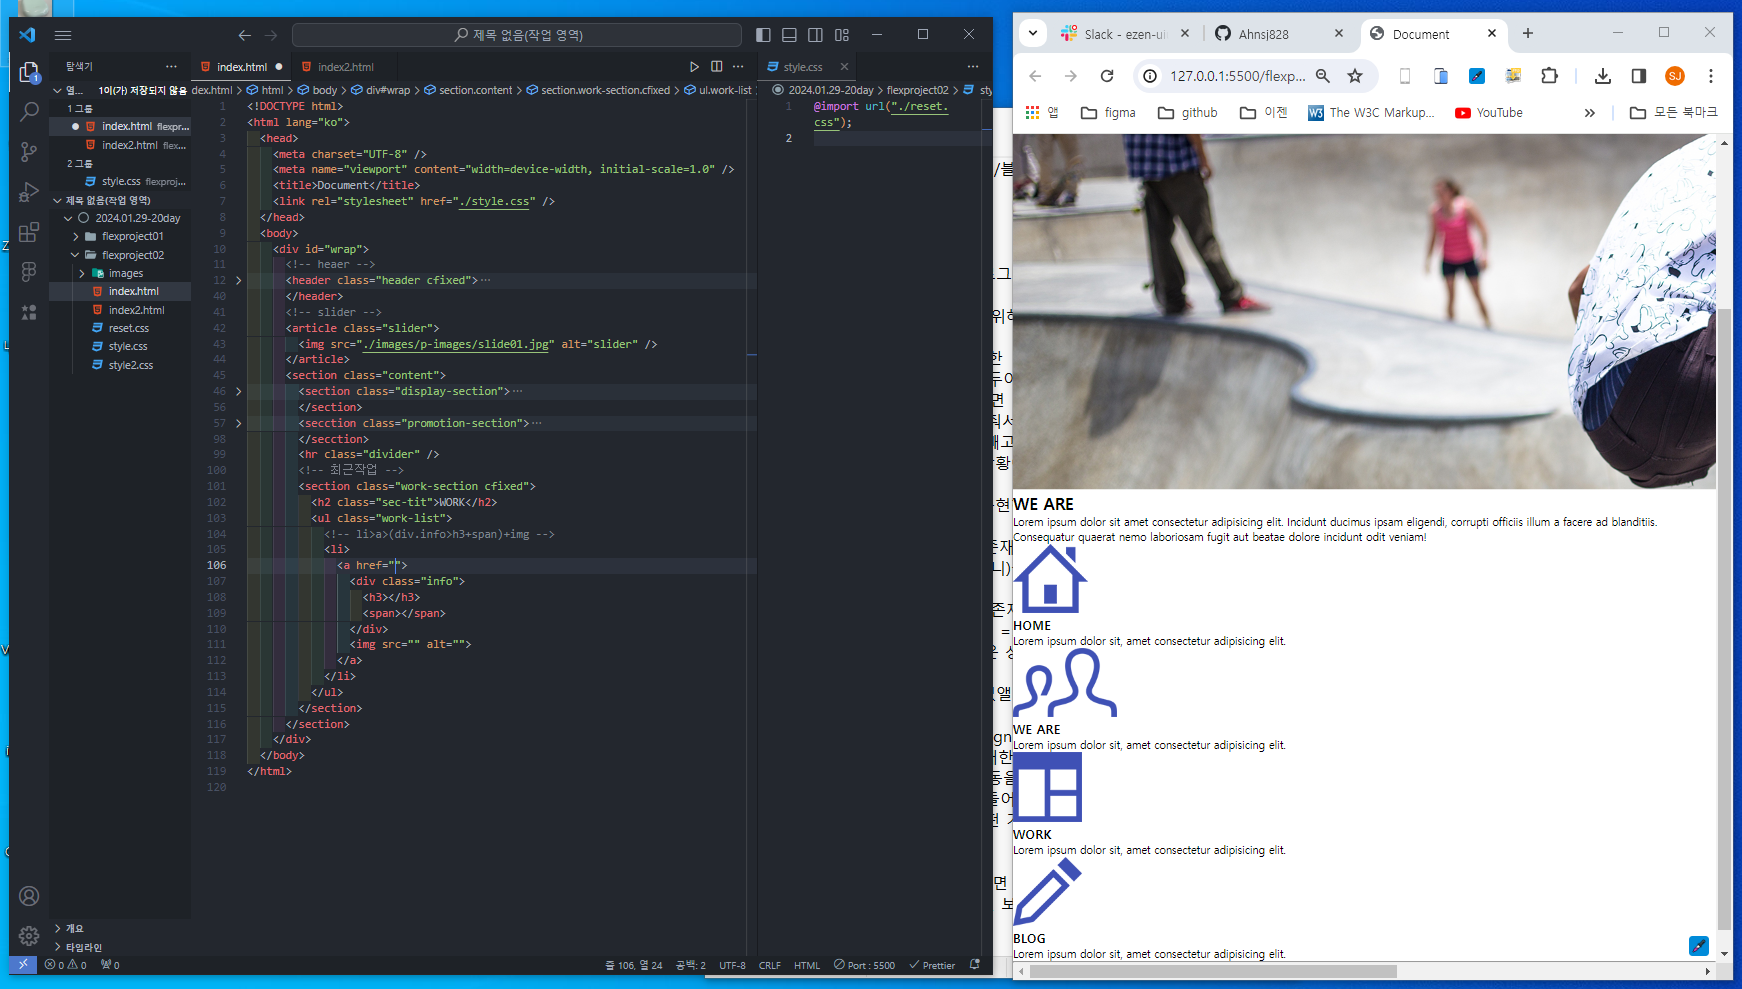 제목 없음(작업 영역)
탐색기
index.html
index2.html
style.css
열... 1이(가) 저장되지 않음
dex.html > html > body > div#wrap > section.content > section.work-section.cfixed > ul.work-list
2024.01.29-20day > flexproject02 >
1 그룹
index.html flexpr...
index2.html flex...
2 그룹
style.css flexproj...
제목 없음(작업 영역)
2024.01.29-20day
flexproject01
flexproject02
images
index.html
index2.html
reset.css
style.css
style2.css
개요
타임라인
1 <!DOCTYPE html>
2 <html lang="ko">
3 <head>
4 <meta charset="UTF-8" />
5 <meta name="viewport" content="width=device-width, initial-scale=1.0" />
6 <title>Document</title>
7 <link rel="stylesheet" href="./style.css" />
8 </head>
9 <body>
10 <div id="wrap">
11 <!-- heaer -->
12 <header class="header cfixed">...
40 </header>
41 <!-- slider -->
42 <article class="slider">
43 <img src="./images/p-images/slide01.jpg" alt="slider" />
44 </article>
45 <section class="content">
46 <section class="display-section">...
56 </section>
57 <secction class="promotion-section">...
98 </secction>
99 <hr class="divider" />
100 <!-- 최근작업 -->
101 <section class="work-section cfixed">
102 <h2 class="sec-tit">WORK</h2>
103 <ul class="work-list">
104 <!-- li>a>(div.info>h3+span)+img -->
105 <li>
106 <a href="">
107 <div class="info">
108 <h3></h3>
109 <span></span>
110 </div>
111 <img src="" alt="">
112 </a>
113 </li>
114 </ul>
115 </section>
116 </section>
117 </div>
118 </body>
119 </html>
120
1 @import url("./reset.
css");
2
0 0 0
줄 106, 열 24 공백: 2 UTF-8 CRLF HTML Port : 5500 Prettier
Slack - ezen-ui
Ahnsj828
Document
127.0.0.1:5500/flexp...
SJ
앱 figma github 이젠 The W3C Markup... YouTube » 모든 북마크
WE ARE
Lorem ipsum dolor sit amet consectetur adipisicing elit. Incidunt ducimus ipsam eligendi, corrupti officiis illum a facere ad blanditiis.
Consequatur quaerat nemo laboriosam fugit aut beatae dolore incidunt odit veniam!
HOME
Lorem ipsum dolor sit, amet consectetur adipisicing elit.
WE ARE
Lorem ipsum dolor sit, amet consectetur adipisicing elit.
WORK
Lorem ipsum dolor sit, amet consectetur adipisicing elit.
BLOG
Lorem ipsum dolor sit, amet consectetur adipisicing elit.